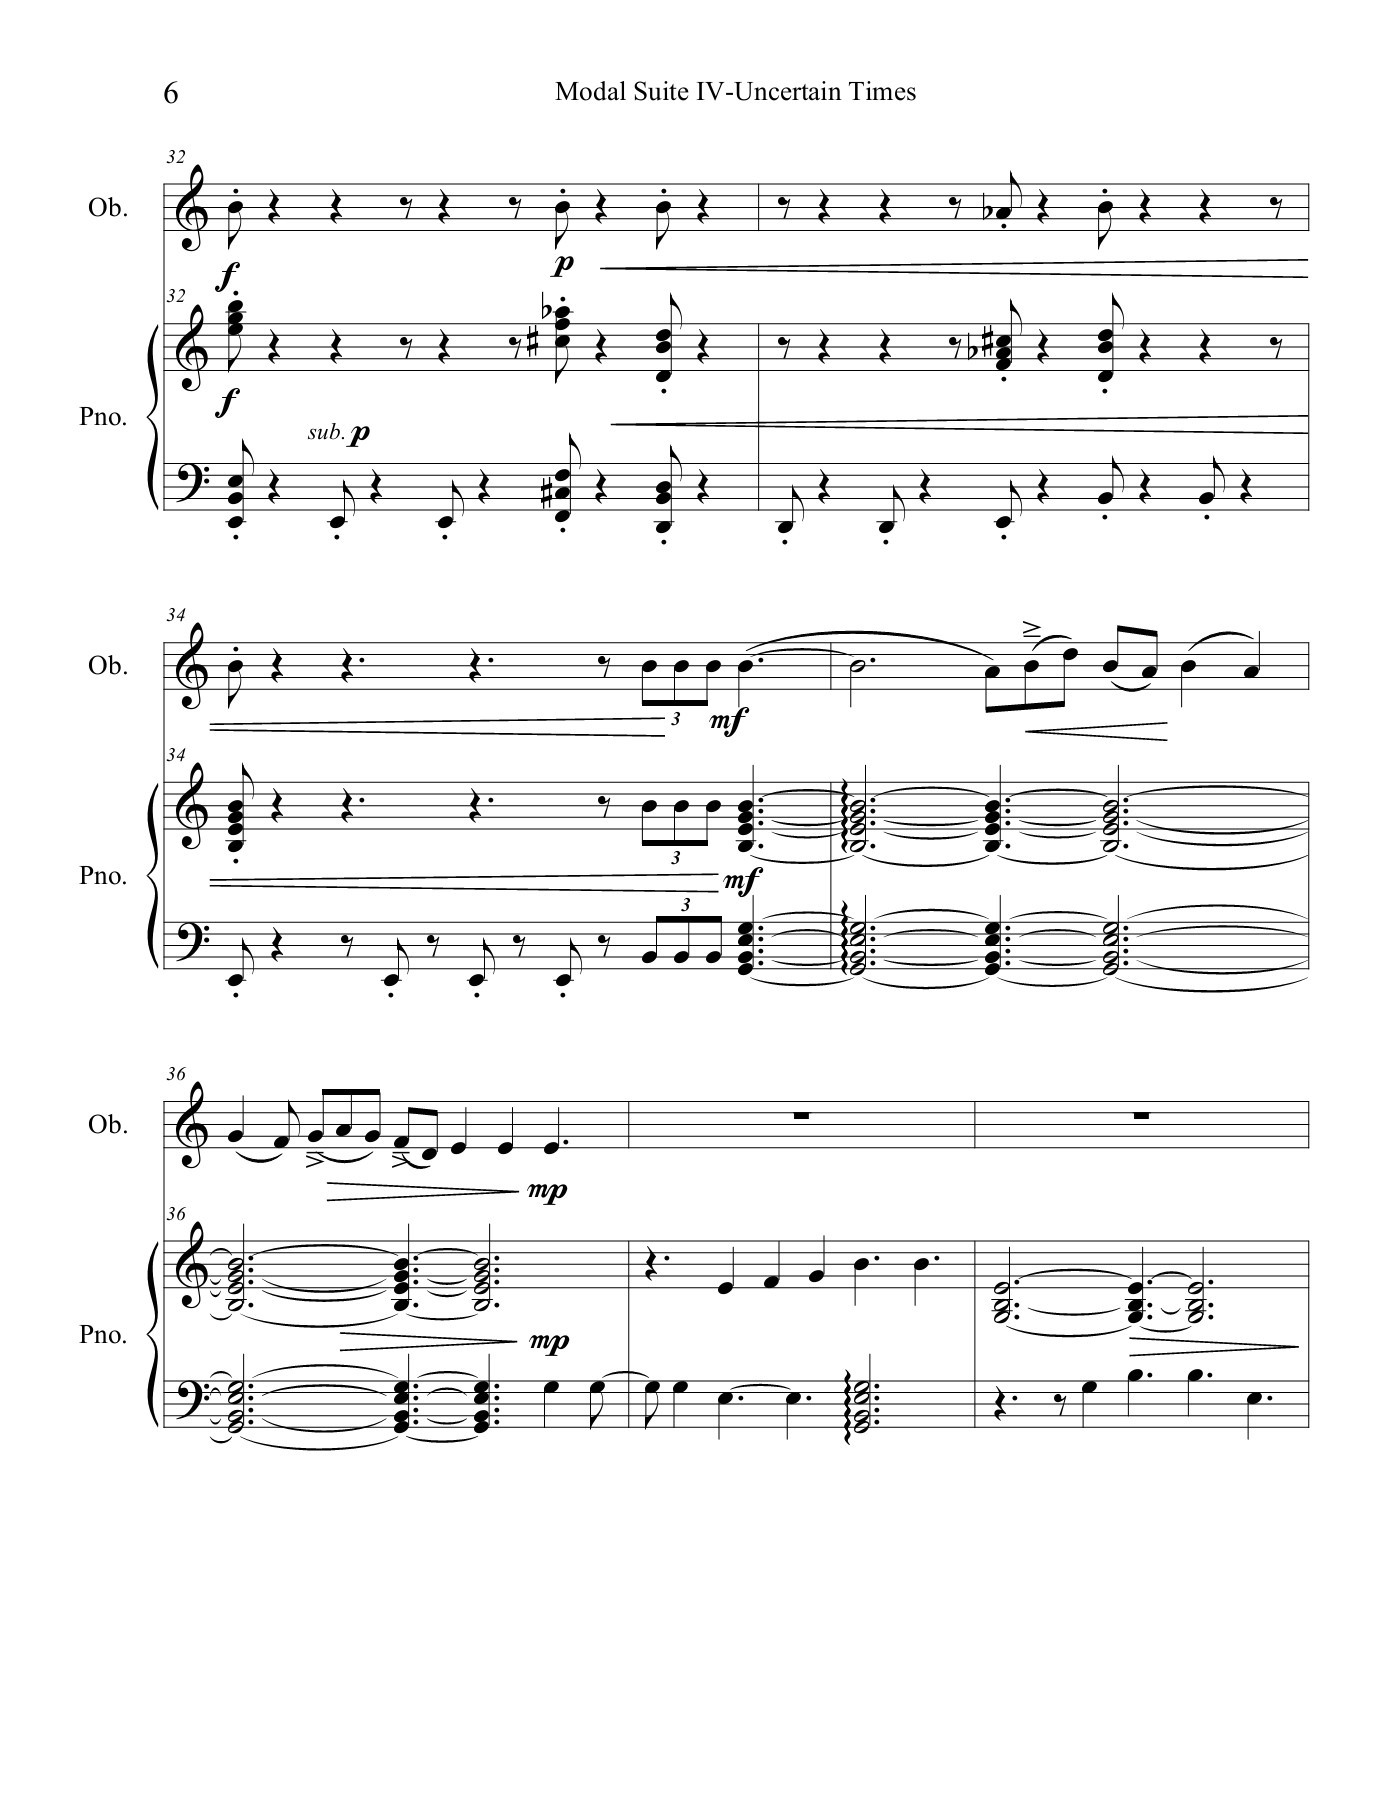 6
Modal Suite IV-Uncertain Times
32
Ob.
f
p
32
Pno.
f
sub. p
34
Ob.
3
mf
34
Pno.
3
mf
3
36
Ob.
mp
36
Pno.
mp